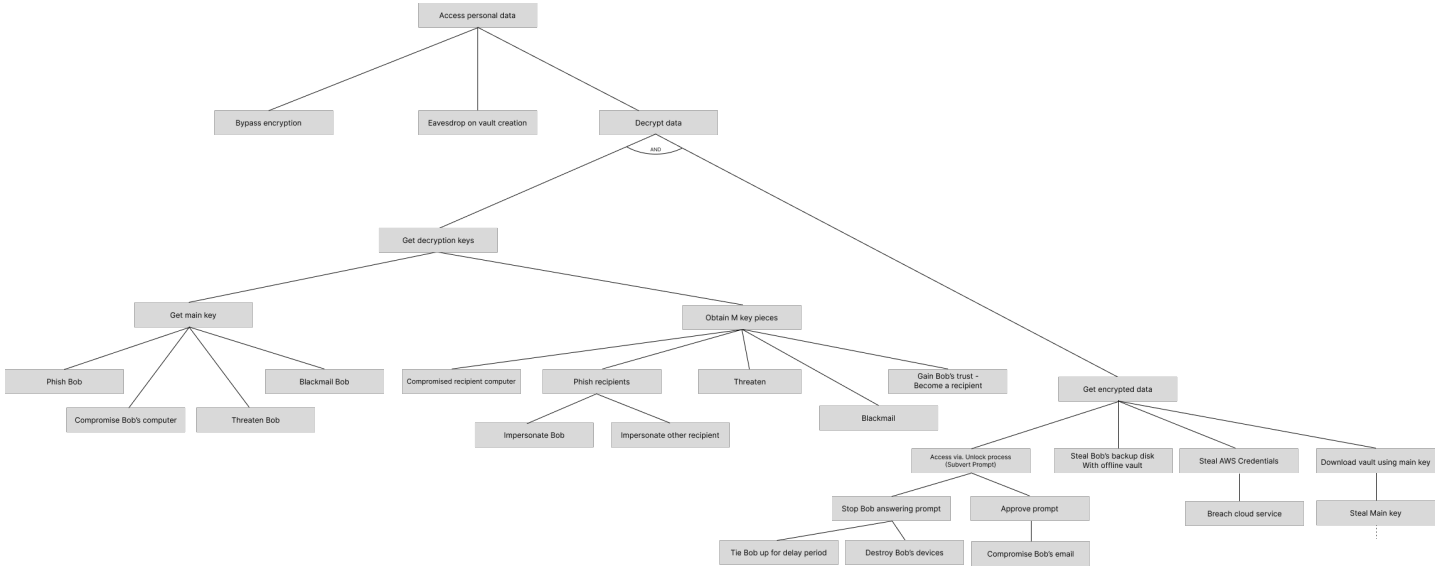 Access personal data
Bypass encryption
Eavesdrop on vault creation
Decrypt data
AND
Get decryption keys
Get main key
Obtain M key pieces
Phish Bob
Blackmail Bob
Compromised recipient computer
Phish recipients
Threaten
Gain Bob's trust -
Become a recipient
Get encrypted data
Compromise Bob's computer
Threaten Bob
Blackmail
Impersonate Bob
Impersonate other recipient
Access via. Unlock process
(Subvert Prompt)
Steal Bob's backup disk
With offline vault
Steal AWS Credentials
Download vault using main key
Stop Bob answering prompt
Approve prompt
Breach cloud service
Steal Main key
Tie Bob up for delay period
Destroy Bob's devices
Compromise Bob's email